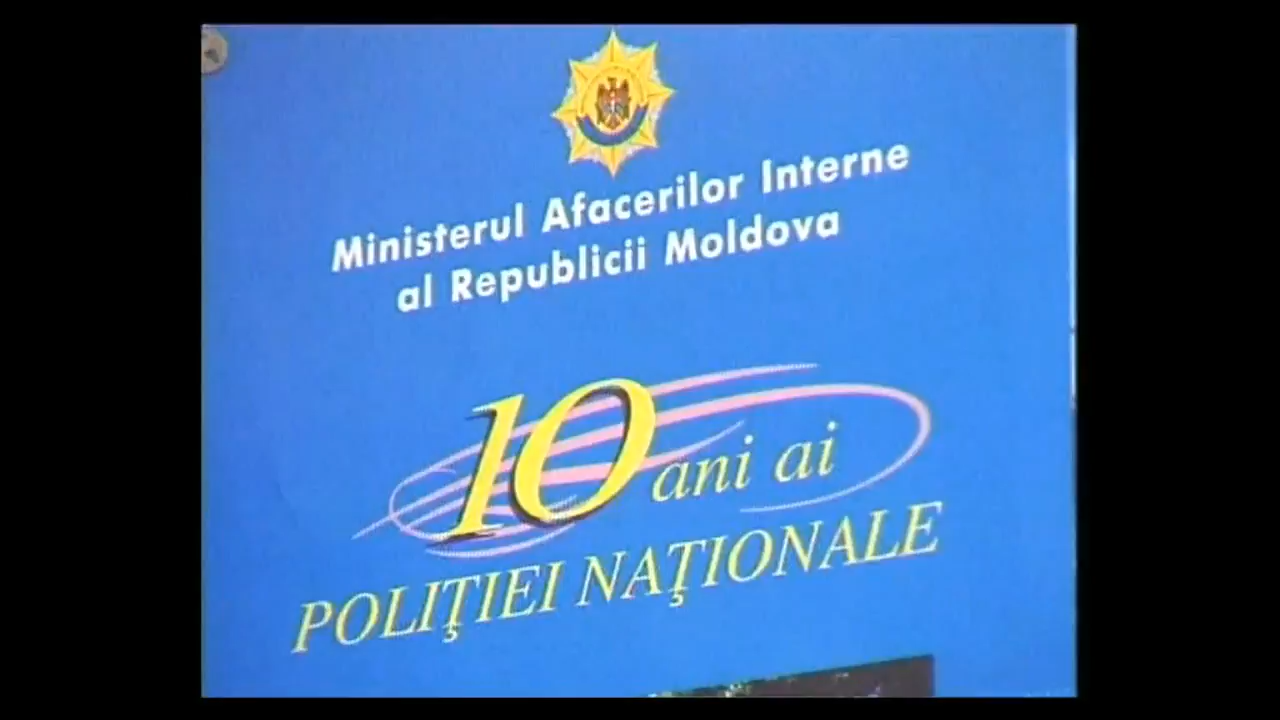 Ministerul Afacerilor Interne
al Republicii Moldova
10 ani ai
POLIŢIEI NAŢIONALE